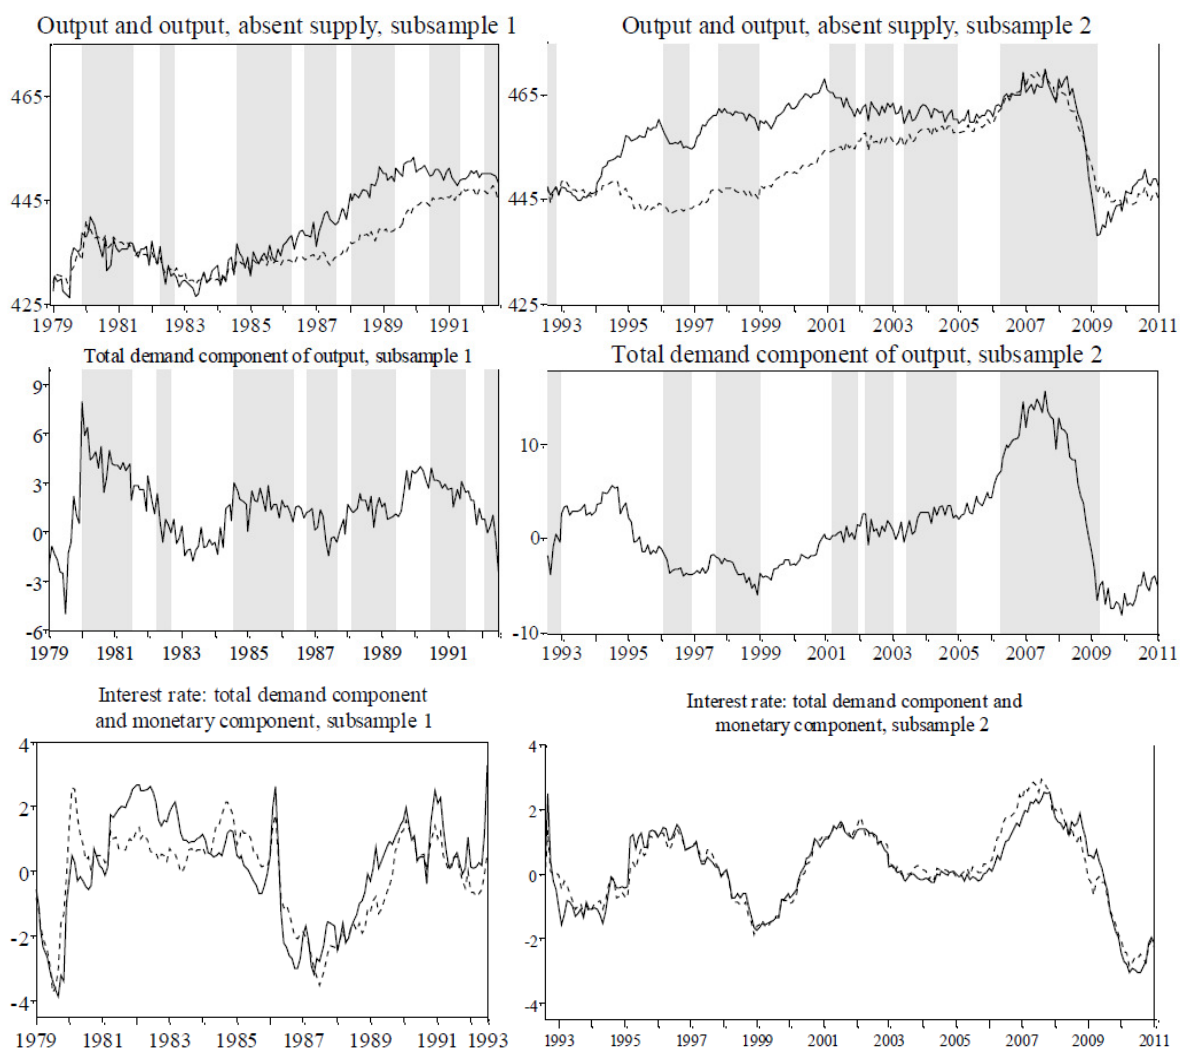 Output and output, absent supply, subsample 1
465
445
425
1979 1981 1983 1985 1987 1989 1991
Output and output, absent supply, subsample 2
465
445
425
1993 1995 1997 1999 2001 2003 2005 2007 2009 2011
Total demand component of output, subsample 1
9
6
3
0
-3
-6
1979 1981 1983 1985 1987 1989 1991
Total demand component of output, subsample 2
10
0
-10
1993 1995 1997 1999 2001 2003 2005 2007 2009 2011
Interest rate: total demand component
and monetary component, subsample 1
4
2
0
-2
-4
1979 1981 1983 1985 1987 1989 1991 1993
Interest rate: total demand component and
monetary component, subsample 2
4
2
0
-2
-4
1993 1995 1997 1999 2001 2003 2005 2007 2009 2011